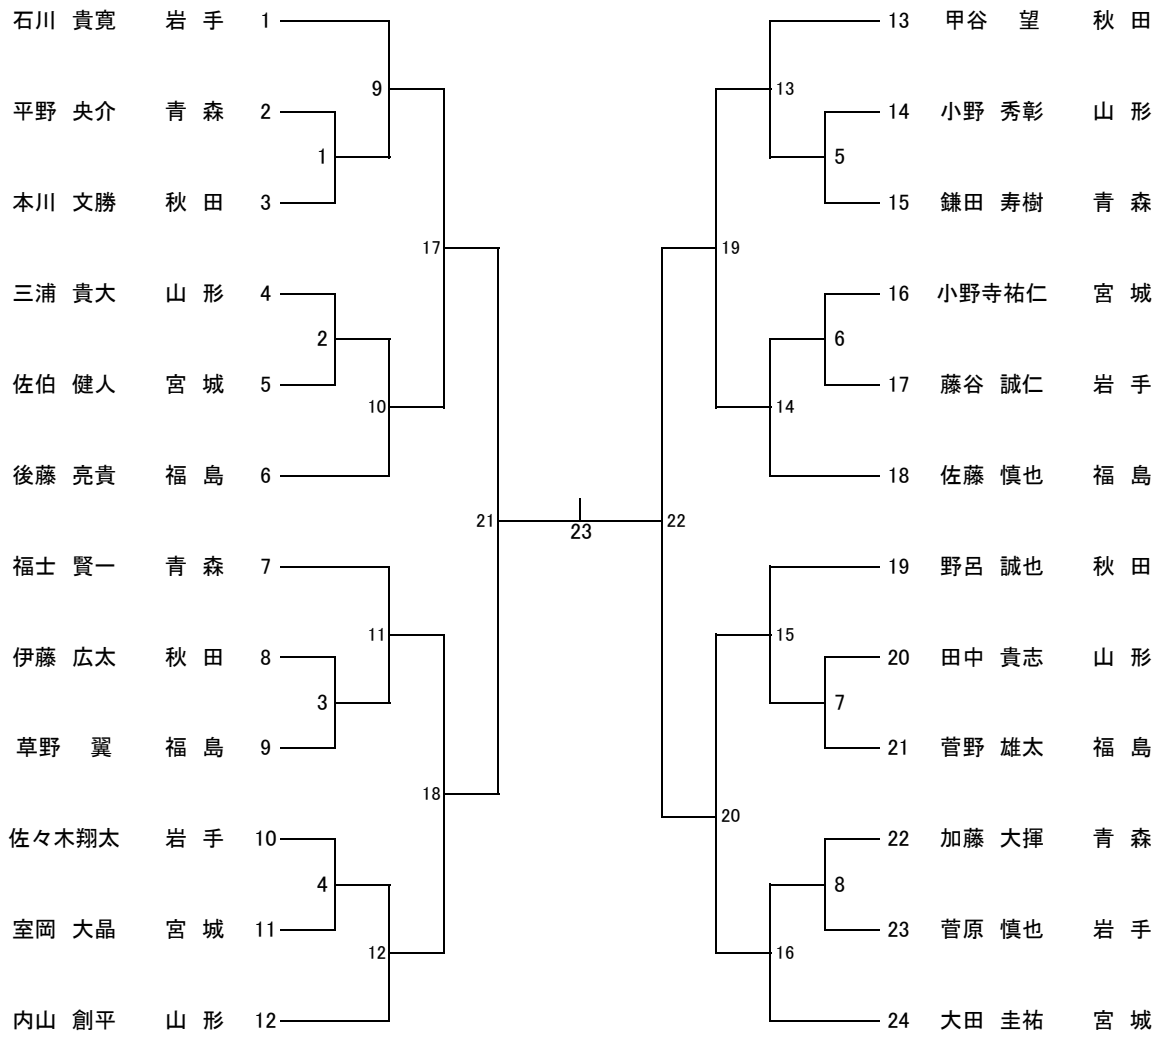 石川 貴寛 岩 手 1 13 甲谷 望 秋 田
9 13
平野 央介 青 森 2 14 小野 秀彰 山 形
1 5
本川 文勝 秋 田 3 15 鎌田 寿樹 青 森
17 19
三浦 貴大 山 形 4 16 小野寺祐仁 宮 城
2 6
佐伯 健人 宮 城 5 17 藤谷 誠仁 岩 手
10 14
後藤 亮貴 福 島 6 18 佐藤 慎也 福 島
21 22
23
福士 賢一 青 森 7 19 野呂 誠也 秋 田
11 15
伊藤 広太 秋 田 8 20 田中 貴志 山 形
3 7
草野 翼 福 島 9 21 菅野 雄太 福 島
18
20
佐々木翔太 岩 手 10 22 加藤 大揮 青 森
4 8
室岡 大晶 宮 城 11 23 菅原 慎也 岩 手
12 16
内山 創平 山 形 12 24 大田 圭祐 宮 城